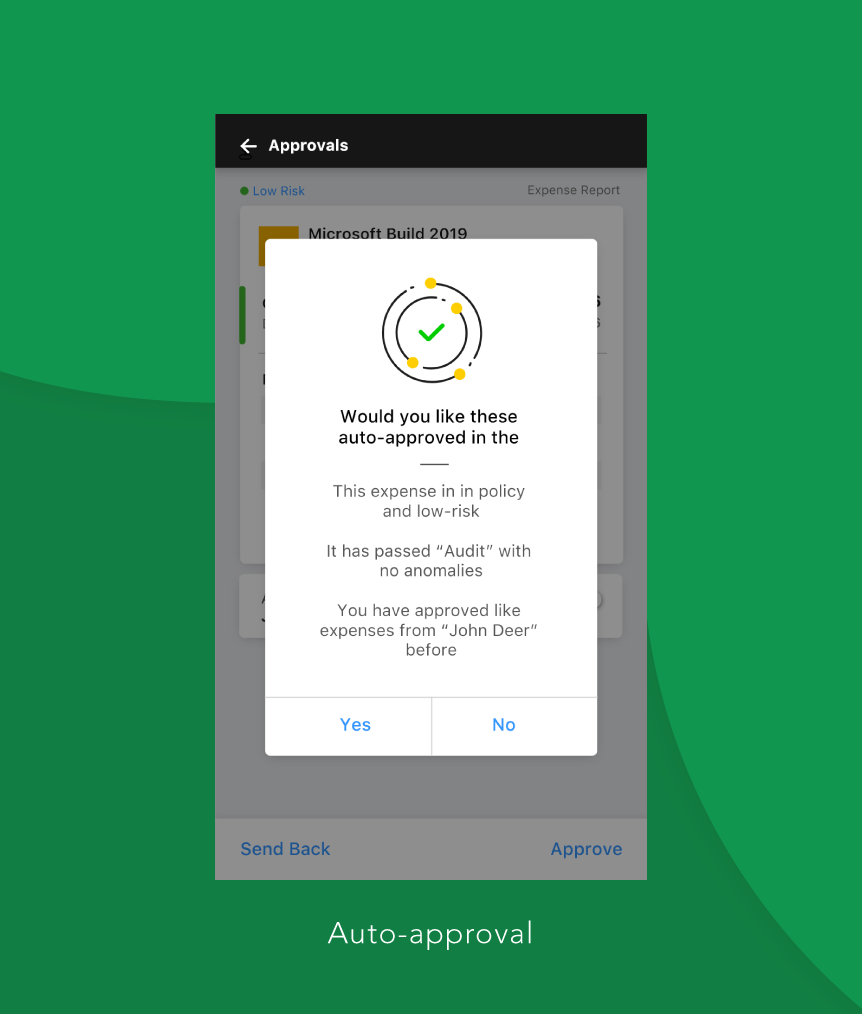 Approvals
Low Risk
Expense Report
Microsoft Build 2019
6
6
Would you like these
auto-approved in the
This expense in in policy
and low-risk
It has passed “Audit” with
no anomalies
You have approved like
expenses from “John Deer”
before
Yes
No
Send Back
Approve
Auto-approval